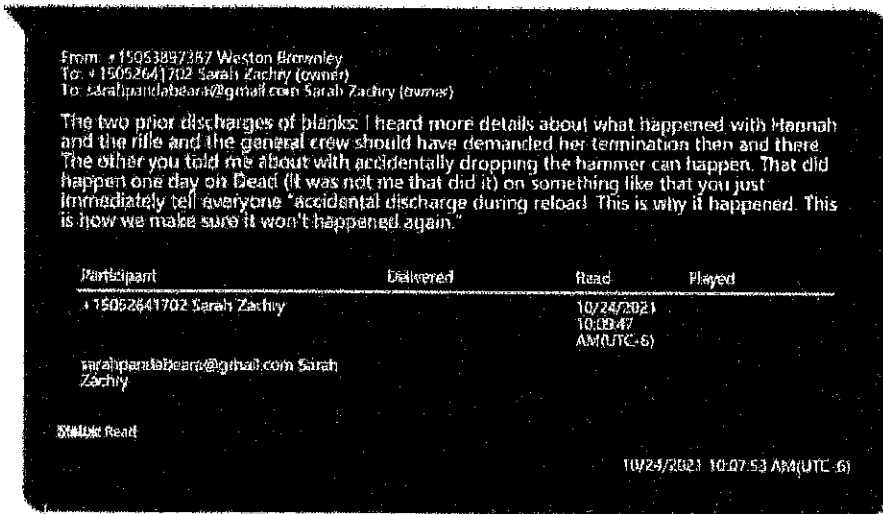 From: +15053897387 Weston Brownley
To: +15052641702 Sarah Zachry (owner)
To: sarahpandabeara@gmail.com Sarah Zachry (owner)
The two prior discharges of blanks. I heard more details about what happened with Hannah
and the rifle and the general crew should have demanded her termination then and there.
The other you told me about with accidentally dropping the hammer can happen. That did
happen one day on Dead (it was not me that did it) on something like that you just
immediately tell everyone "accidental discharge during reload. This is why it happened. This
is how we make sure it won't happened again."
Participant Delivered Read Played
+15052641702 Sarah Zachry 10/24/2021
10:09:47
AM(UTC-6)
sarahpandabeara@gmail.com Sarah
Zachry
Status: Read
10/24/2021 10:07:53 AM(UTC-6)